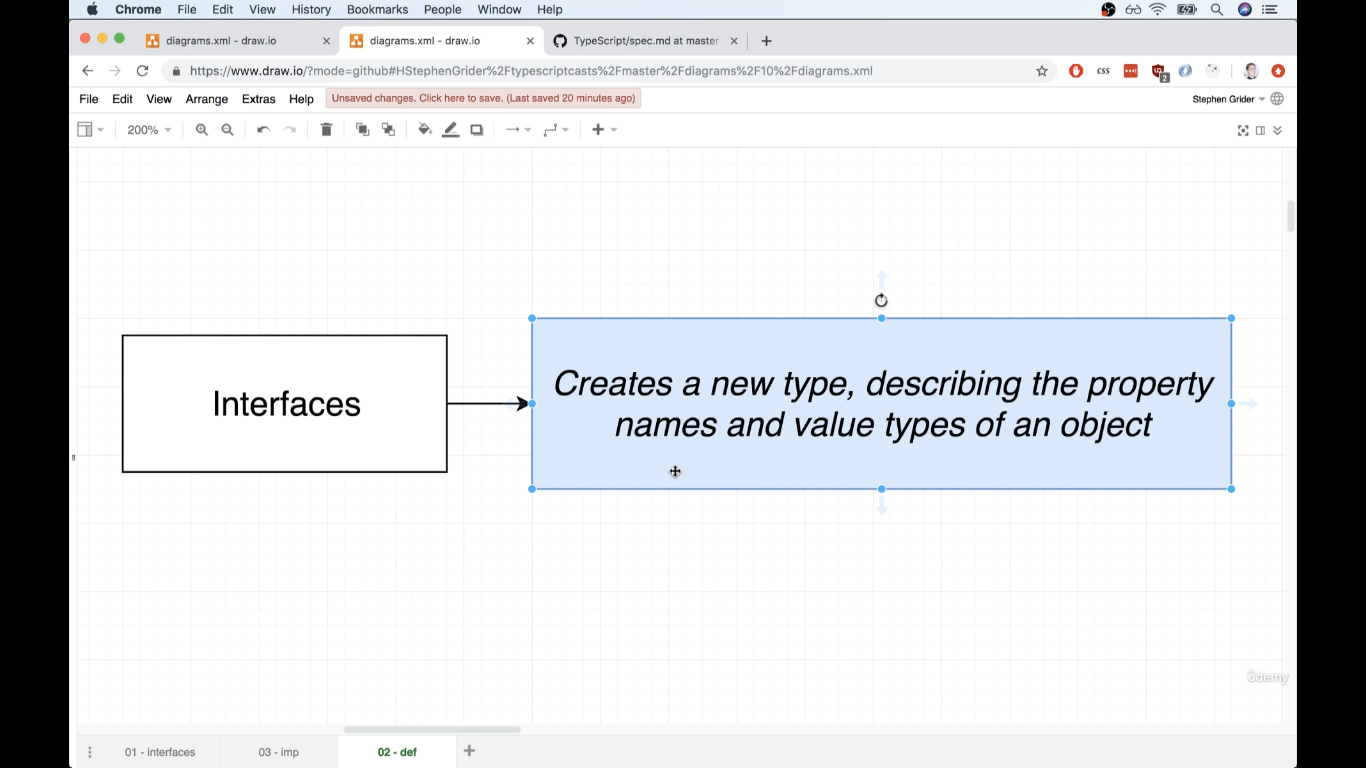 Chrome File Edit View History Bookmarks People Window Help
diagrams.xml - draw.io
diagrams.xml - draw.io
TypeScript/spec.md at master
https://www.draw.io/?mode=github#HStephenGrider%2Ftypescriptcasts%2Fmaster%2Fdiagrams%2F10%2Fdiagrams.xml
css
2
File Edit View Arrange Extras Help Unsaved changes. Click here to save. (Last saved 20 minutes ago) Stephen Grider
200%
Interfaces
Creates a new type, describing the property
names and value types of an object
ûdemy
01 - interfaces 03 - imp 02 - def